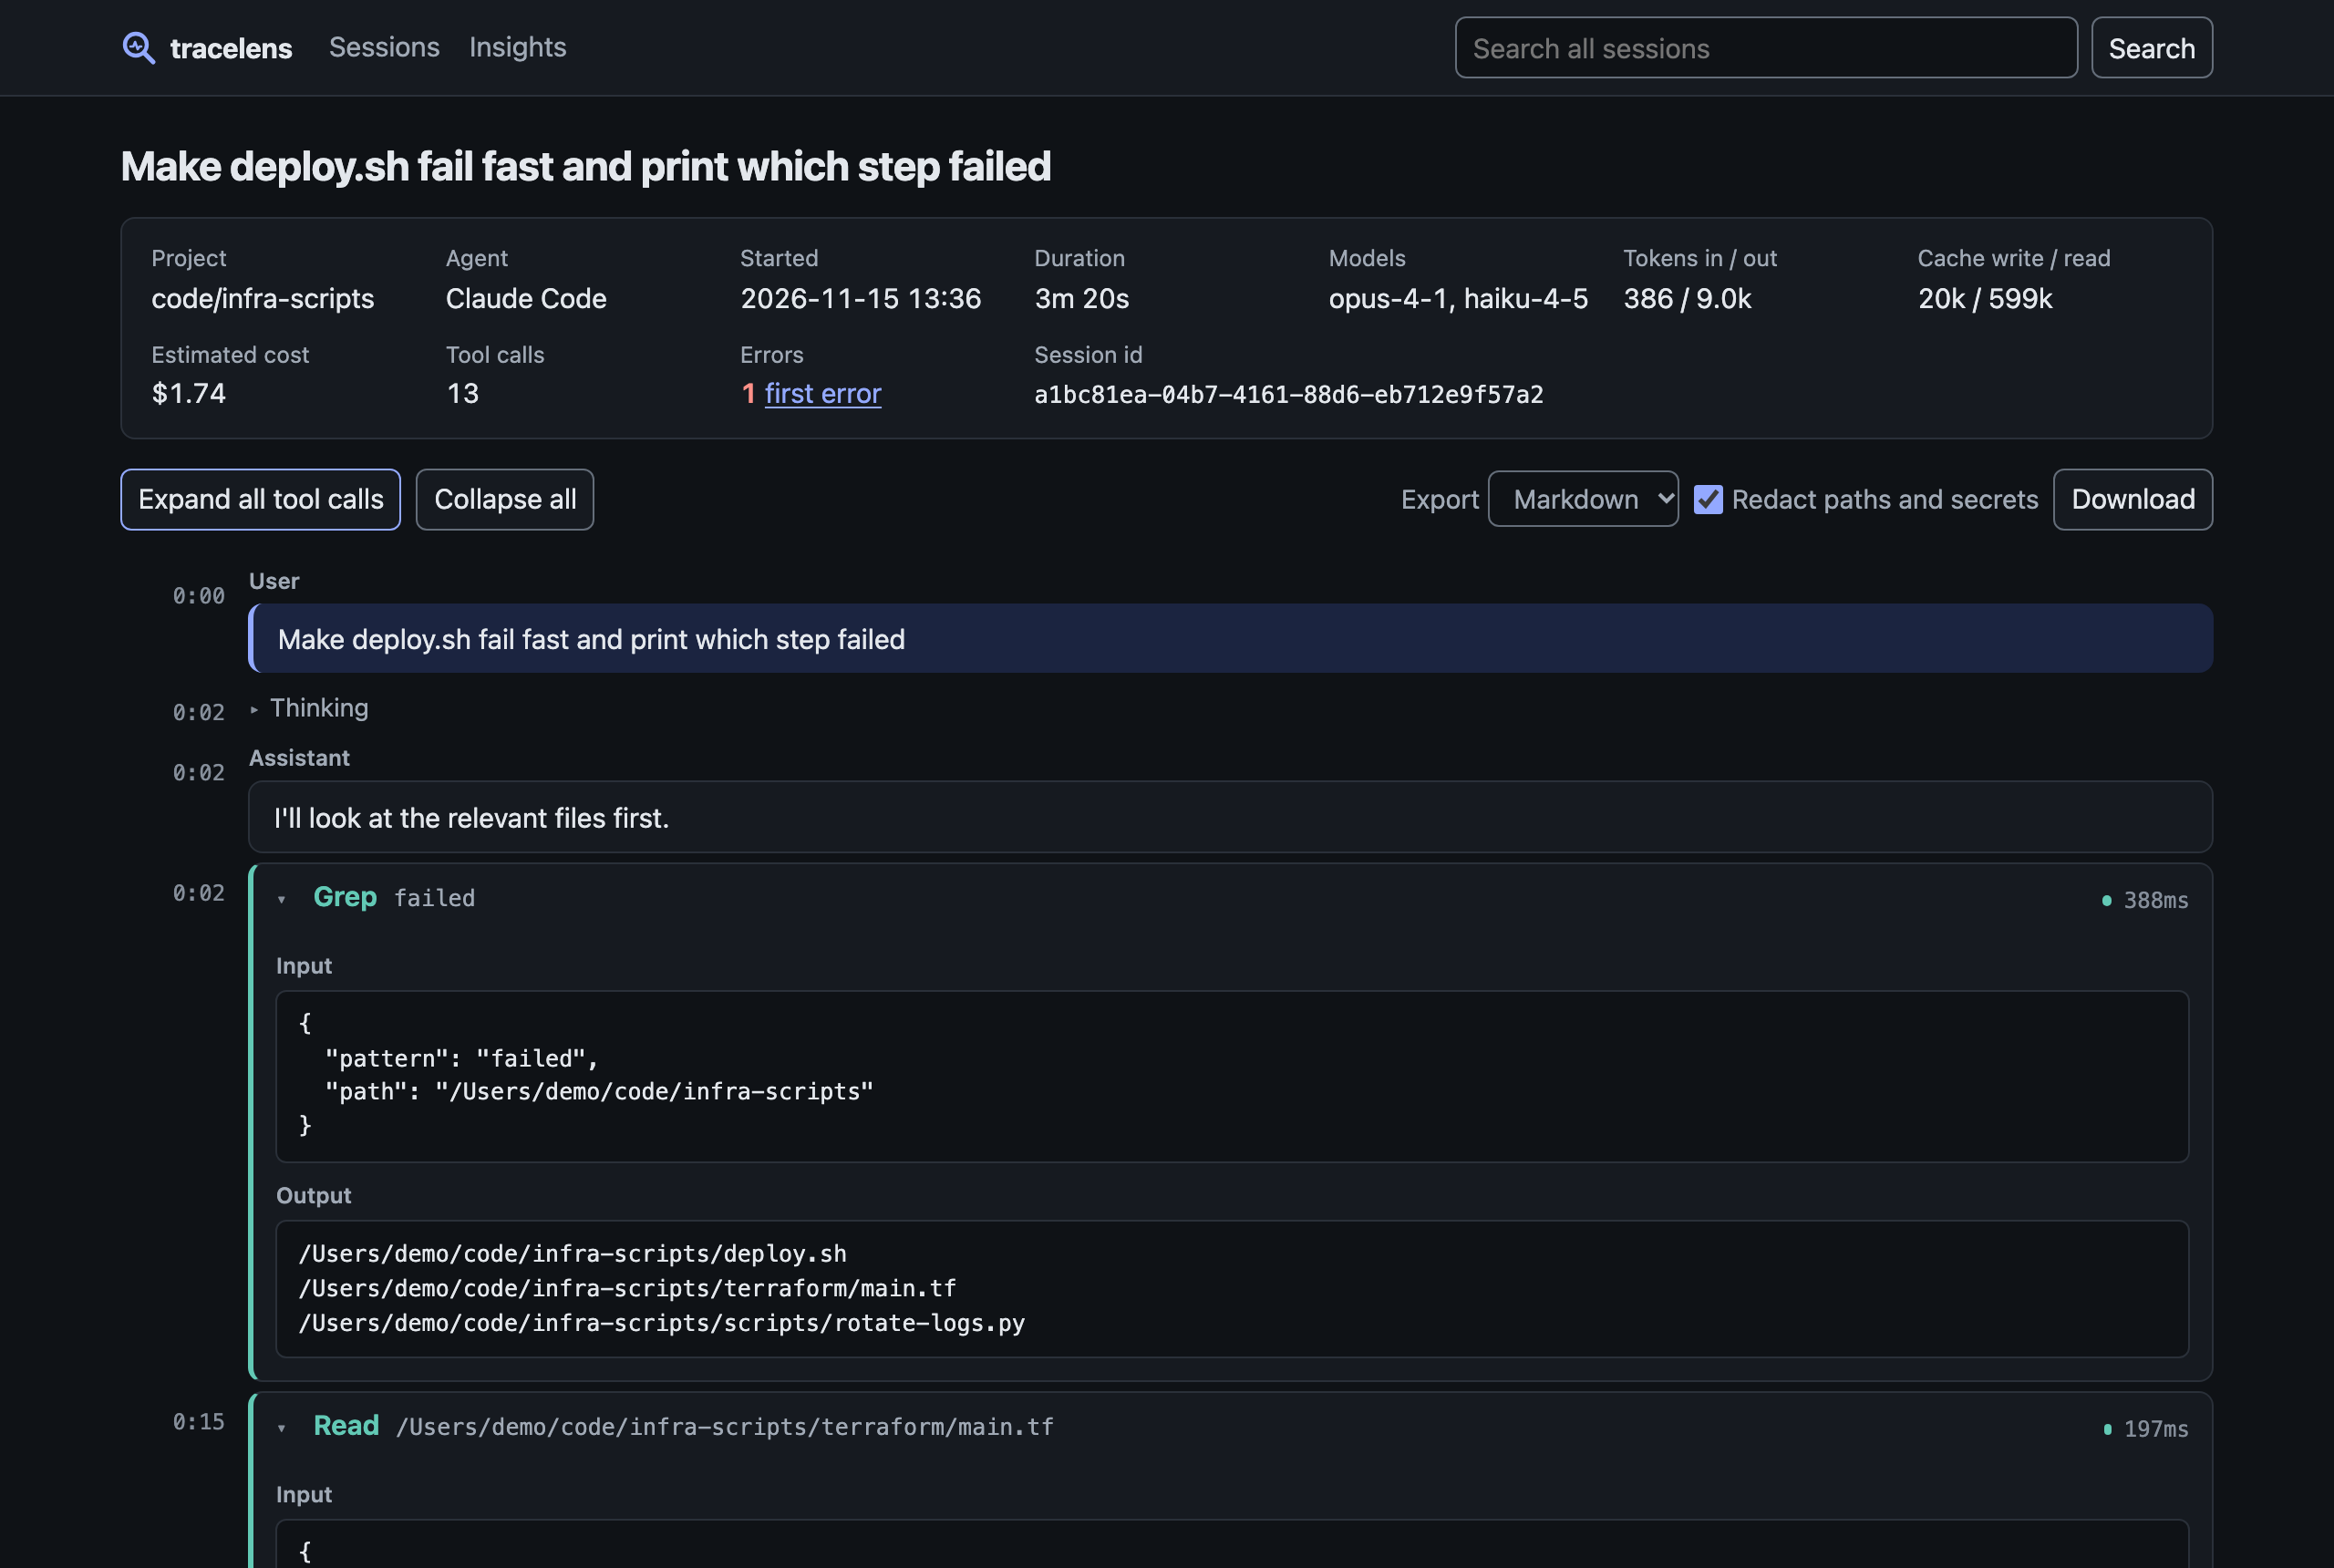 tracelens Sessions Insights Search all sessions Search
Make deploy.sh fail fast and print which step failed
Project Agent Started Duration Models Tokens in / out Cache write / read
code/infra-scripts Claude Code 2026-11-15 13:36 3m 20s opus-4-1, haiku-4-5 386 / 9.0k 20k / 599k
Estimated cost Tool calls Errors Session id
$1.74 13 1 first error a1bc81ea-04b7-4161-88d6-eb712e9f57a2
Expand all tool calls Collapse all Export Markdown Redact paths and secrets Download
User
0:00
Make deploy.sh fail fast and print which step failed
0:02 Thinking
Assistant
0:02
I'll look at the relevant files first.
0:02 Grep failed 388ms
Input
{
"pattern": "failed",
"path": "/Users/demo/code/infra-scripts"
}
Output
/Users/demo/code/infra-scripts/deploy.sh
/Users/demo/code/infra-scripts/terraform/main.tf
/Users/demo/code/infra-scripts/scripts/rotate-logs.py
0:15 Read /Users/demo/code/infra-scripts/terraform/main.tf 197ms
Input
{